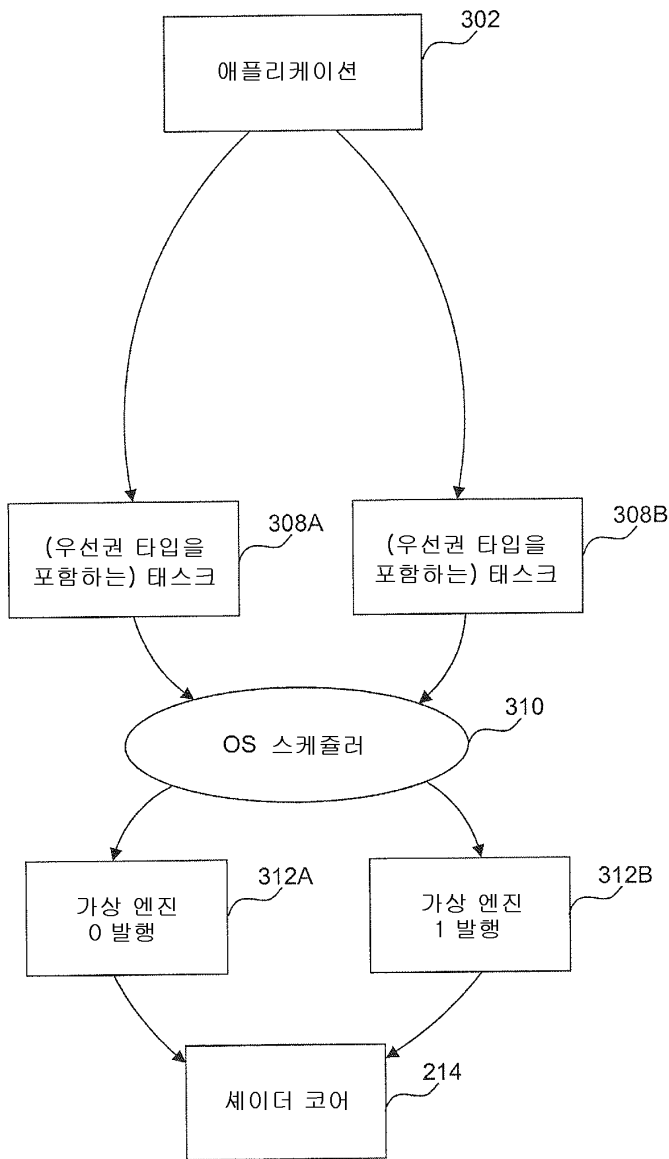 302
애플리케이션
308A
308B
(우선권 타입을
포함하는) 태스크
(우선권 타입을
포함하는) 태스크
310
OS 스케쥴러
312A
312B
가상 엔진
0 발행
가상 엔진
1 발행
214
셰이더 코어